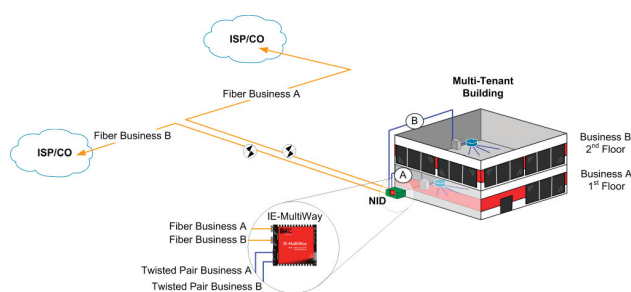 ISP/CO
Fiber Business A
Multi-Tenant
Building
B
Fiber Business B
ISP/CO
Business B
2nd Floor
A
Business A
1st Floor
NID
IE-MultiWay
Fiber Business A
Fiber Business B
IE-MultiWay
Twisted Pair Business A
Twisted Pair Business B